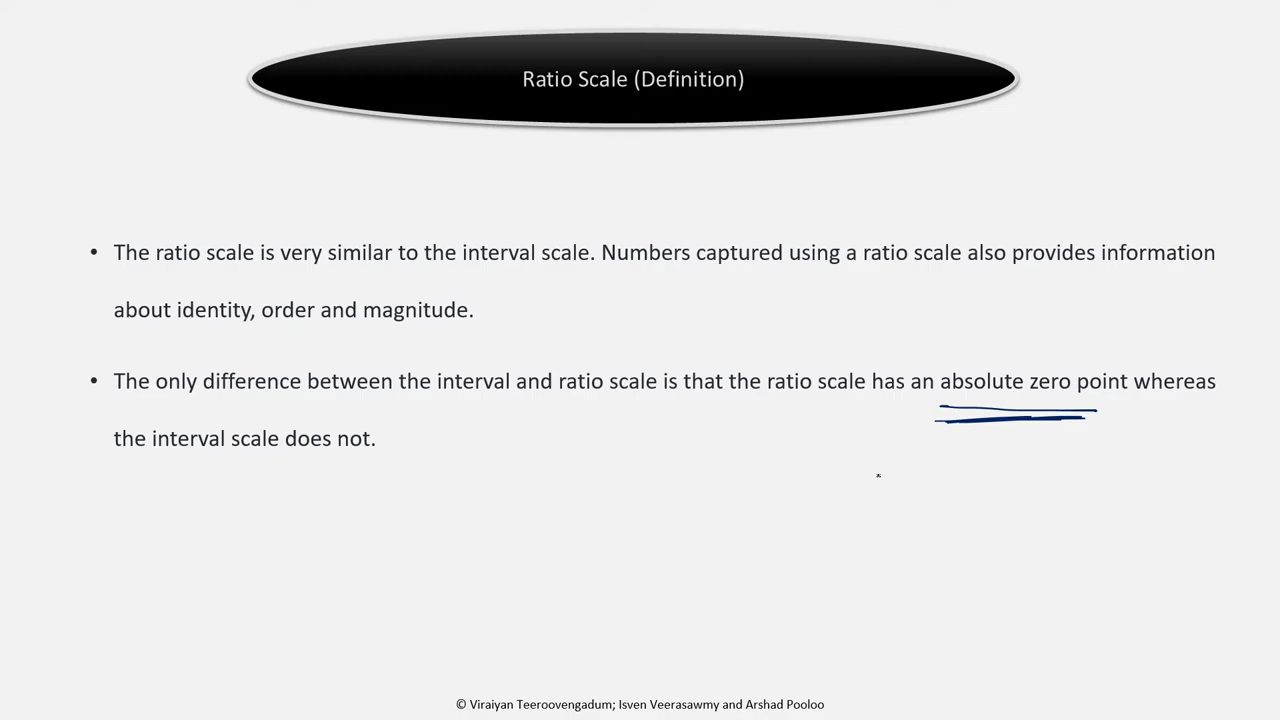 Ratio Scale (Definition)
• The ratio scale is very similar to the interval scale. Numbers captured using a ratio scale also provides information
about identity, order and magnitude.
• The only difference between the interval and ratio scale is that the ratio scale has an absolute zero point whereas
the interval scale does not.
© Viraiyan Teeroovengadum; Isven Veerasawmy and Arshad Pooloo